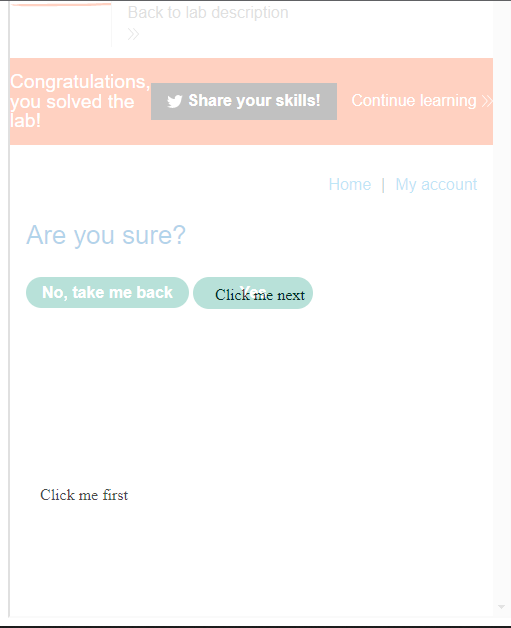 Back to lab description
Congratulations,
you solved the
lab!
Share your skills!
Continue learning
Home | My account
Are you sure?
No, take me back
Yes
Click me next
Click me first